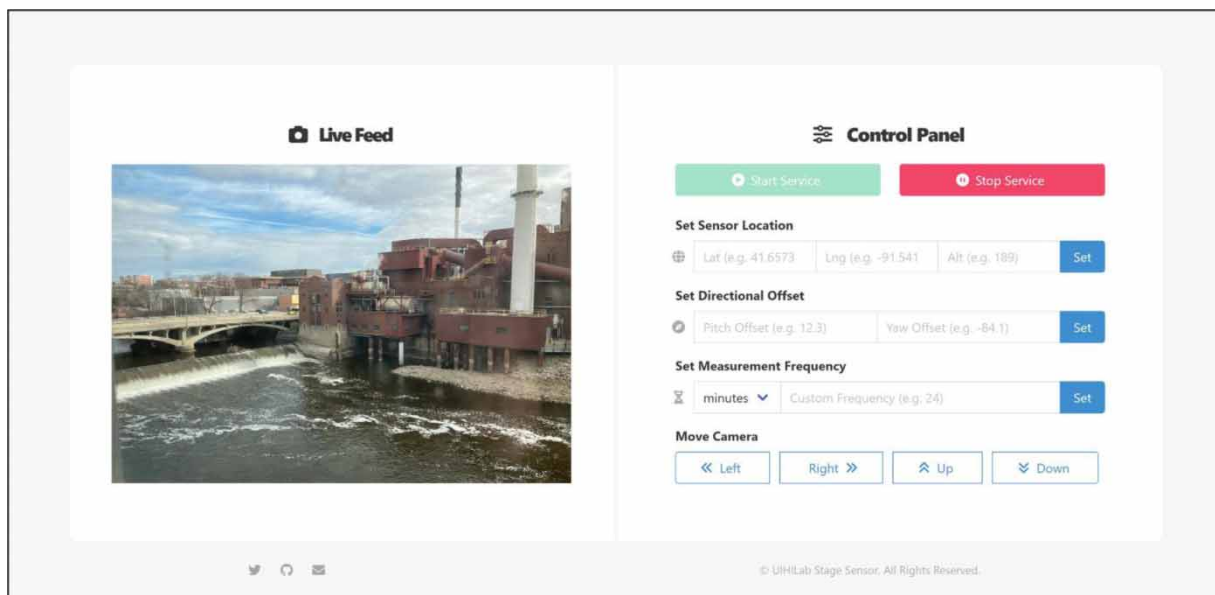 Live Feed
Control Panel
Start Service
Stop Service
Set Sensor Location
Lat (e.g. 41.6573
Lng (e.g. -91.541
Alt (e.g. 189)
Set
Set Directional Offset
Pitch Offset (e.g. 12.3)
Yaw Offset (e.g. -84.1)
Set
Set Measurement Frequency
minutes
Custom Frequency (e.g. 24)
Set
Move Camera
Left
Right
Up
Down
© UIHILab Stage Sensor. All Rights Reserved.